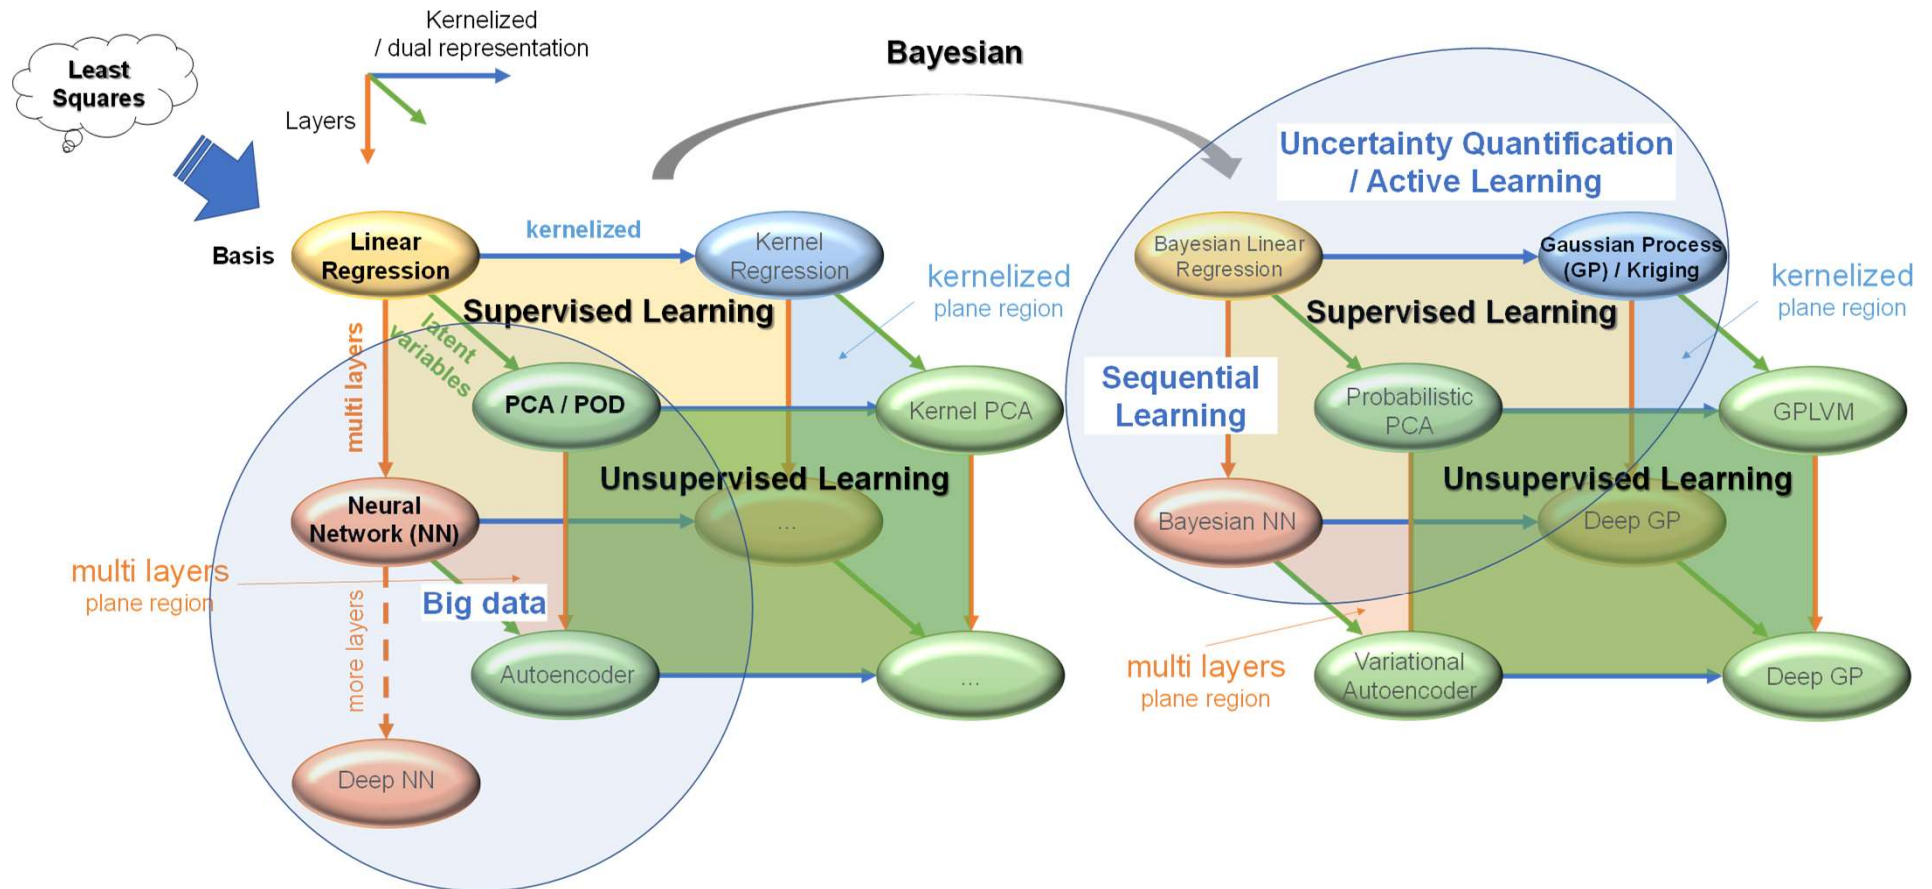 Kernelized
/ dual representation
Least
Squares
Layers
Bayesian
Uncertainty Quantification
/ Active Learning
Basis
Linear
Regression
kernelized
Kernel
Regression
kernelized
plane region
Supervised Learning
multi layers
latent
variables
PCA / POD
Kernel PCA
Unsupervised Learning
Neural
Network (NN)
...
multi layers
plane region
Big data
more layers
Autoencoder
...
Deep NN
Bayesian Linear
Regression
Gaussian Process
(GP) / Kriging
kernelized
plane region
Supervised Learning
Sequential
Learning
Probabilistic
PCA
GPLVM
Unsupervised Learning
Bayesian NN
Deep GP
multi layers
plane region
Variational
Autoencoder
Deep GP